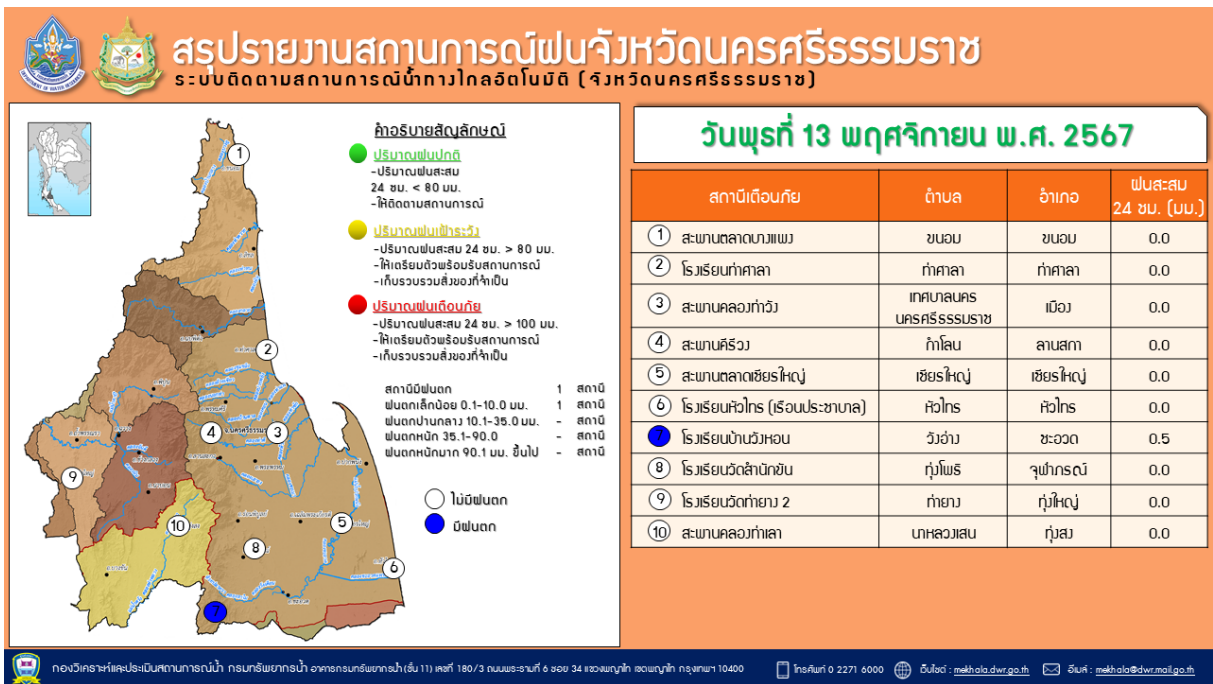 สรุปรายงานสถานการณ์ฝนจังหวัดนครศรีธรรมราช
ระบบติดตามสถานการณ์น้ำทางไกลอัตโนมัติ (จังหวัดนครศรีธรรมราช)
คำอธิบายสัญลักษณ์
ปริมาณฝนปกติ
-ปริมาณฝนสะสม
24 ชม. < 80 มม.
-ให้ติดตามสถานการณ์
ปริมาณฝนเฝ้าระวัง
-ปริมาณฝนสะสม 24 ชม. > 80 มม.
-ให้เตรียมตัวพร้อมรับสถานการณ์
-เก็บรวบรวมสิ่งของที่จำเป็น
ปริมาณฝนเตือนภัย
-ปริมาณฝนสะสม 24 ชม. > 100 มม.
-ให้เตรียมตัวพร้อมรับสถานการณ์
-เก็บรวบรวมสิ่งของที่จำเป็น
สถานีมีฝนตก 1 สถานี
ฝนตกเล็กน้อย 0.1-10.0 มม. 1 สถานี
ฝนตกปานกลาง 10.1-35.0 มม. - สถานี
ฝนตกหนัก 35.1-90.0 - สถานี
ฝนตกหนักมาก 90.1 มม. ขึ้นไป - สถานี
ไม่มีฝนตก
มีฝนตก
1
2
4
3
9
10
5
8
6
7
วันพุธที่ 13 พฤศจิกายน พ.ศ. 2567
สถานีเตือนภัย ตำบล อำเภอ ฝนสะสม
24 ชม. (มม.)
1 สะพานตลาดบางแพง ขนอม ขนอม 0.0
2 โรงเรียนท่าศาลา ท่าศาลา ท่าศาลา 0.0
3 สะพานคลองท่าวัง เทศบาลนคร
นครศรีธรรมราช เมือง 0.0
4 สะพานคีรีวง กำโลน ลานสกา 0.0
5 สะพานตลาดเชียรใหญ่ เชียรใหญ่ เชียรใหญ่ 0.0
6 โรงเรียนหัวไทร (เรือนประชาบาล) หัวไทร หัวไทร 0.0
7 โรงเรียนบ้านวังหอน วังอ่าง ชะอวด 0.5
8 โรงเรียนวัดสำนักขัน ทุ่งโพธิ จุฬาภรณ์ 0.0
9 โรงเรียนวัดท่ายาง 2 ท่ายาง ทุ่งใหญ่ 0.0
10 สะพานคลองท่าเลา นาหลวงเสน ทุ่งสง 0.0
กองวิเคราะห์และประเมินสถานการณ์น้ำ กรมทรัพยากรน้ำ อาคารกรมทรัพยากรน้ำ (ชั้น 11) เลขที่ 180/3 ถนนพระรามที่ 6 ซอย 34 แขวงพญาไท เขตพญาไท กรุงเทพฯ 10400 โทรศัพท์ 0 2271 6000 เว็บไซต์ : mekhala.dwr.go.th อีเมล์ : mekhala@dwr.mail.go.th